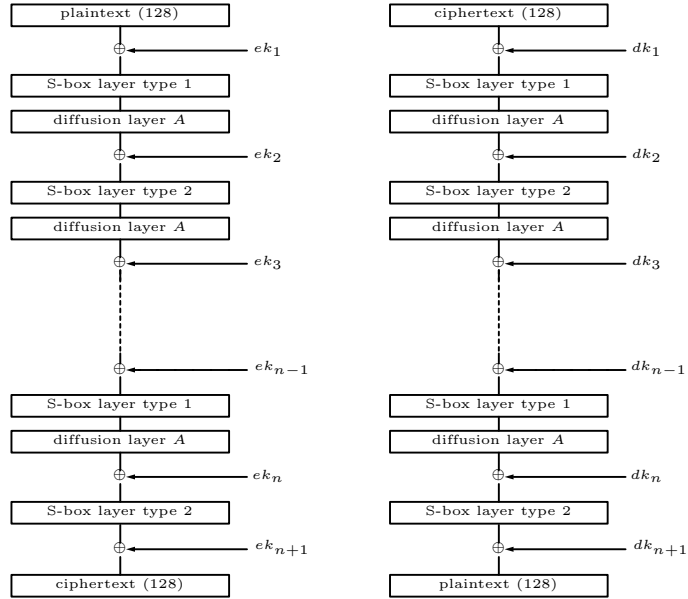 plaintext (128)
⊕ ek₁
S-box layer type 1
diffusion layer A
⊕ ek₂
S-box layer type 2
diffusion layer A
⊕ ek₃
⊕ ekₙ₋₁
S-box layer type 1
diffusion layer A
⊕ ekₙ
S-box layer type 2
⊕ ekₙ₊₁
ciphertext (128)
ciphertext (128)
⊕ dk₁
S-box layer type 1
diffusion layer A
⊕ dk₂
S-box layer type 2
diffusion layer A
⊕ dk₃
⊕ dkₙ₋₁
S-box layer type 1
diffusion layer A
⊕ dkₙ
S-box layer type 2
⊕ dkₙ₊₁
plaintext (128)